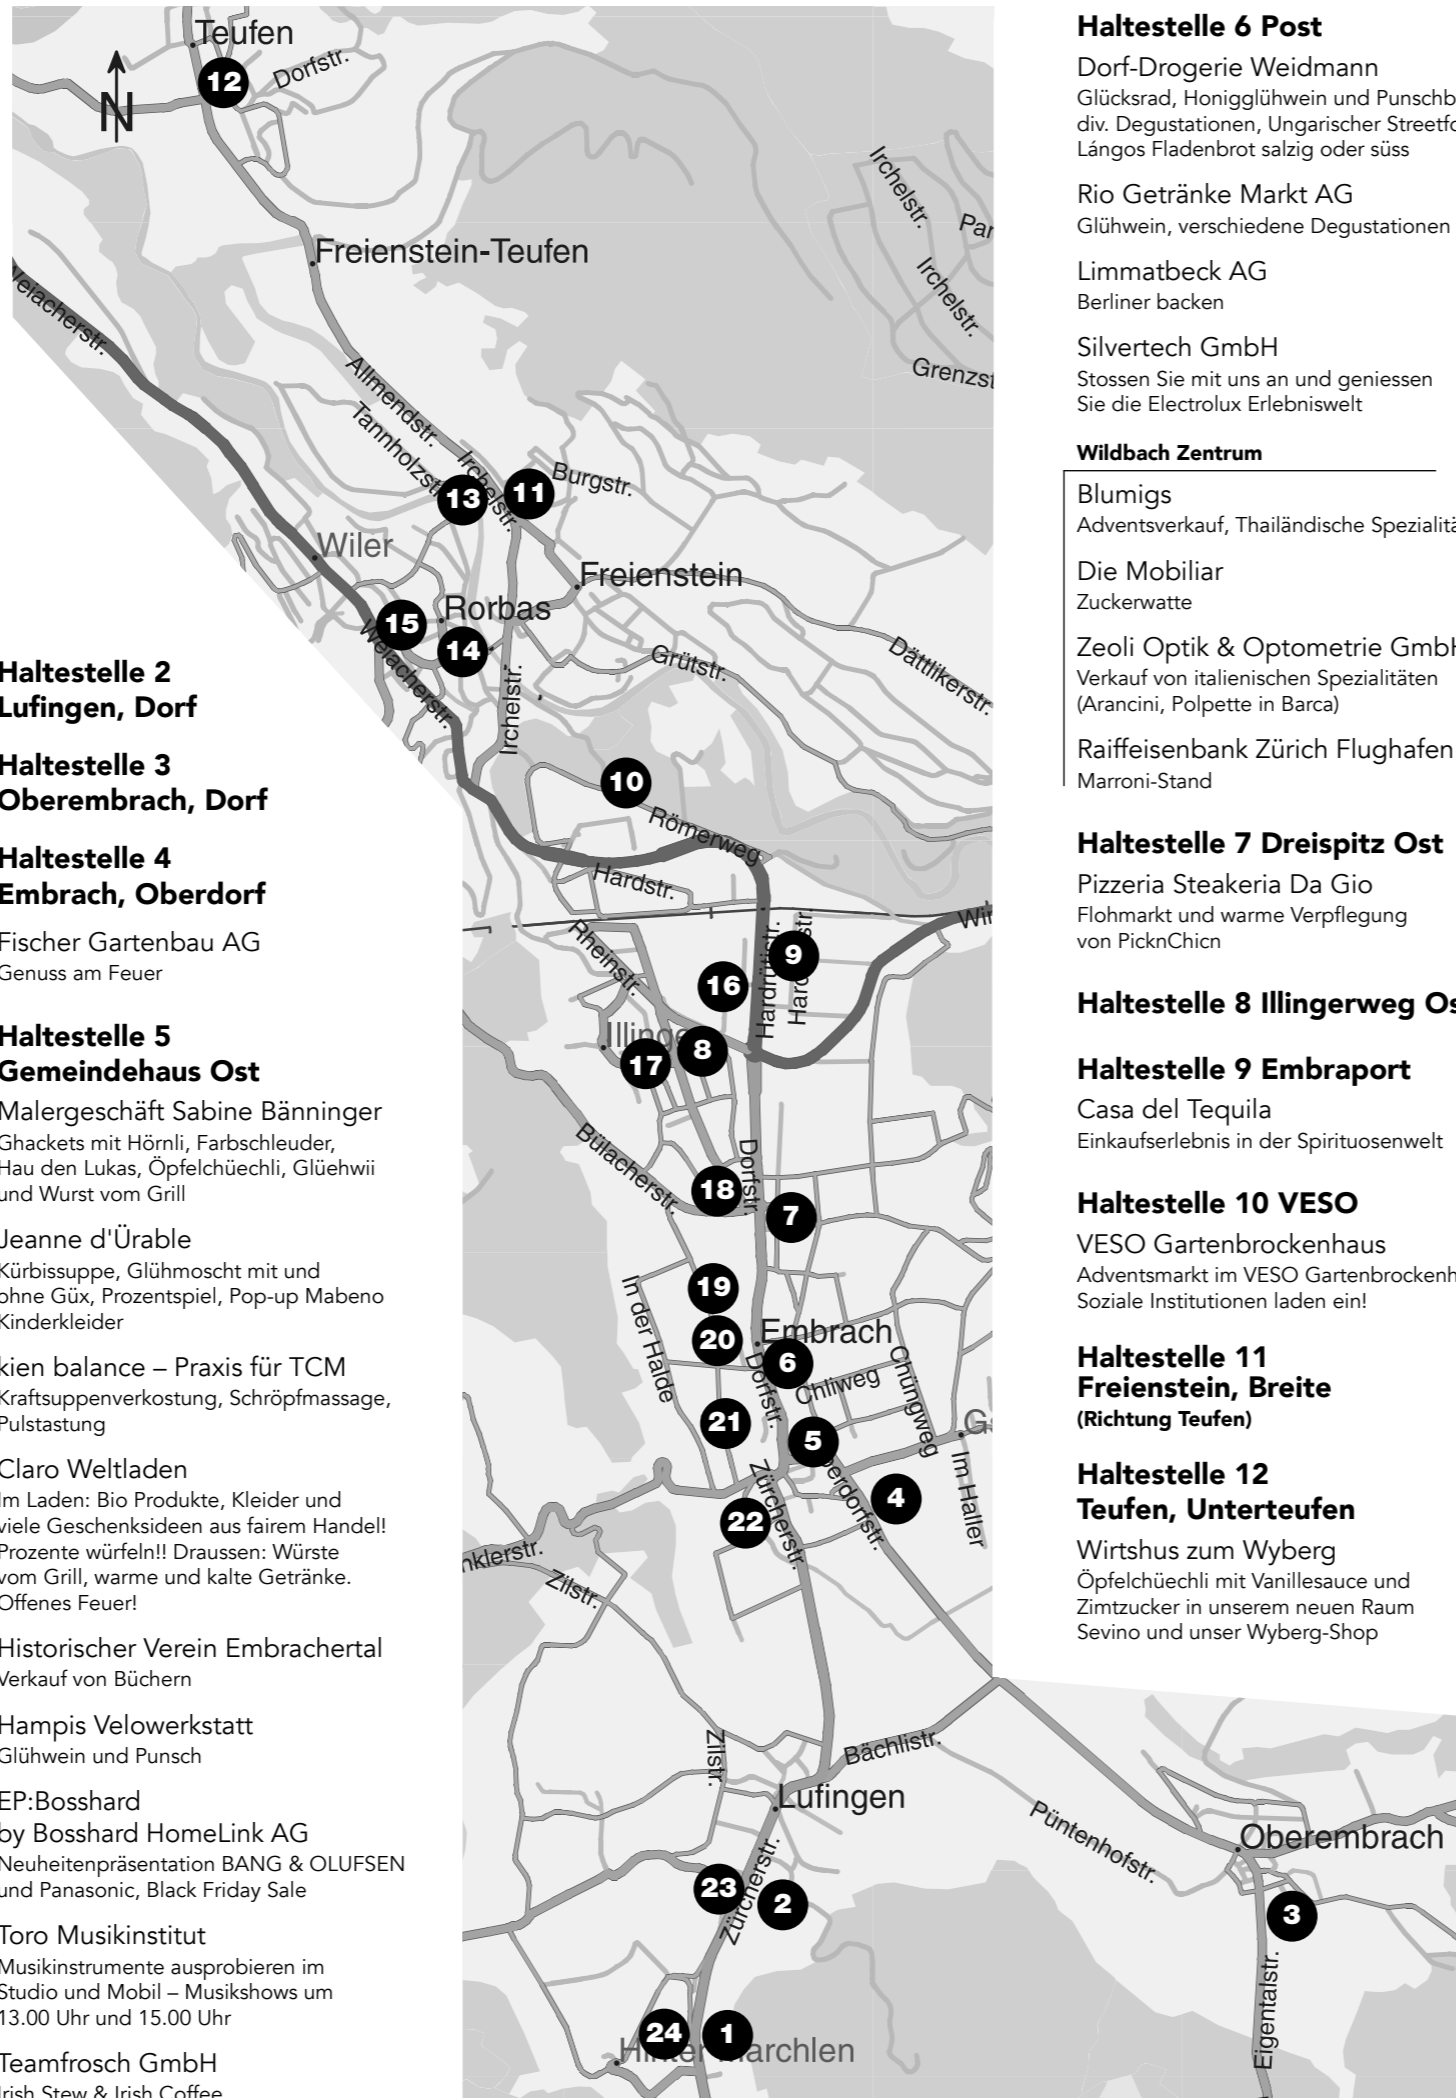 Haltestelle 2
Lufingen, Dorf
Haltestelle 3
Oberembrach, Dorf
Haltestelle 4
Embrach, Oberdorf
Fischer Gartenbau AG
Genuss am Feuer
Haltestelle 5
Gemeindehaus Ost
Malergeschäft Sabine Bänninger
Ghackets mit Hörnli, Farbschleuder,
Hau den Lukas, Öpfelchüechli, Glüehwii
und Wurst vom Grill
Jeanne d'Ürable
Kürbissuppe, Glühmoscht mit und
ohne Güx, Prozentspiel, Pop-up Mabeno
Kinderkleider
kien balance – Praxis für TCM
Kraftsuppenverkostung, Schröpfmassage,
Pulstastung
Claro Weltladen
Im Laden: Bio Produkte, Kleider und
viele Geschenksideen aus fairem Handel!
Prozente würfeln!! Draussen: Würste
vom Grill, warme und kalte Getränke.
Offenes Feuer!
Historischer Verein Embrachertal
Verkauf von Büchern
Hampis Velowerkstatt
Glühwein und Punsch
EP:Bosshard
by Bosshard HomeLink AG
Neuheitenpräsentation BANG & OLUFSEN
und Panasonic, Black Friday Sale
Toro Musikinstitut
Musikinstrumente ausprobieren im
Studio und Mobil – Musikshows um
13.00 Uhr und 15.00 Uhr
Teamfrosch GmbH
Irish Stew & Irish Coffee
Teufen
12
Dorfstr.
N
Irchelstr.
Freienstein-Teufen
Irchelstr.
Weiacherstr.
Allmendstr.
Tannholzstr.
Irchelstr.
13
11
Burgstr.
Wiler
Freienstein
Rorbas
15
14
Weiacherstr.
Grütstr.
Dättlikerstr.
Irchelstr.
10
Römerweg
Hardstr.
Rheinstr.
Hardrütistr.
9
16
8
17
Bülacherstr.
Dorfstr.
18
7
In der Halde
19
Embrach
20
6
Dorfstr.
Chliweg
Chüngweg
21
5
Im Haller
4
Zürcherstr.
22
Zilstr.
Zilstr.
Bächlistr.
Lufingen
Püntenhofstr.
Oberembrach
23
Zürcherstr.
2
3
Eigentalstr.
24
1
Haltestelle 6 Post
Dorf-Drogerie Weidmann
Glücksrad, Honigglühwein und
div. Degustationen, Ungarischer
Lángos Fladenbrot salzig oder süss
Rio Getränke Markt AG
Glühwein, verschiedene Degustationen
Limmatbeck AG
Berliner backen
Silvertech GmbH
Stossen Sie mit uns an und geniessen
Sie die Electrolux Erlebniswelt
Wildbach Zentrum
Blumigs
Adventsverkauf, Thailändische
Die Mobiliar
Zuckerwatte
Zeoli Optik & Optometrie GmbH
Verkauf von italienischen Spezialitäten
(Arancini, Polpette in Barca)
Raiffeisenbank Zürich Flughafen
Marroni-Stand
Haltestelle 7 Dreispitz Ost
Pizzeria Steakeria Da Gio
Flohmarkt und warme Verpflegung
von PicknChicn
Haltestelle 8 Illingerweg
Haltestelle 9 Embraport
Casa del Tequila
Einkaufserlebnis in der Spirituosenwelt
Haltestelle 10 VESO
VESO Gartenbrockenhaus
Adventsmarkt im VESO
Soziale Institutionen laden ein!
Haltestelle 11
Freienstein, Breite
(Richtung Teufen)
Haltestelle 12
Teufen, Unterteufen
Wirtshus zum Wyberg
Öpfelchüechli mit Vanillesauce und
Zimtzucker in unserem neuen Raum
Sevino und unser Wyberg-Shop